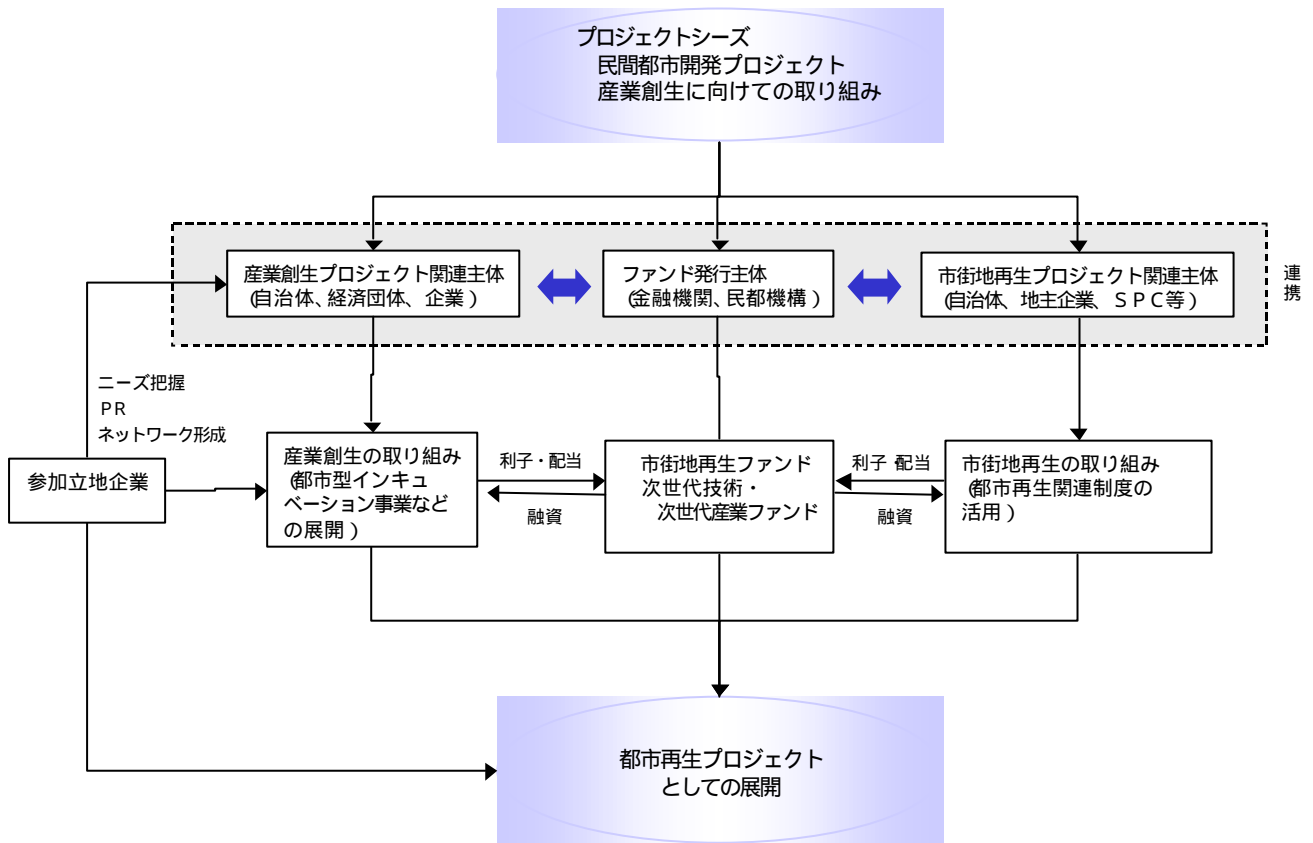 プロジェクトシーズ
民間都市開発プロジェクト
産業創生に向けての取り組み
産業創生プロジェクト関連主体
(自治体、経済団体、企業)
ファンド発行主体
(金融機関、民都機構)
市街地再生プロジェクト関連主体
(自治体、地主企業、SPC等)
連
携
ニーズ把握
PR
ネットワーク形成
参加立地企業
産業創生の取り組み
(都市型インキュ
ベーション事業など
の展開)
利子・配当
融資
市街地再生ファンド
次世代技術・
次世代産業ファンド
利子 配当
融資
市街地再生の取り組み
(都市再生関連制度の
活用)
都市再生プロジェクト
としての展開